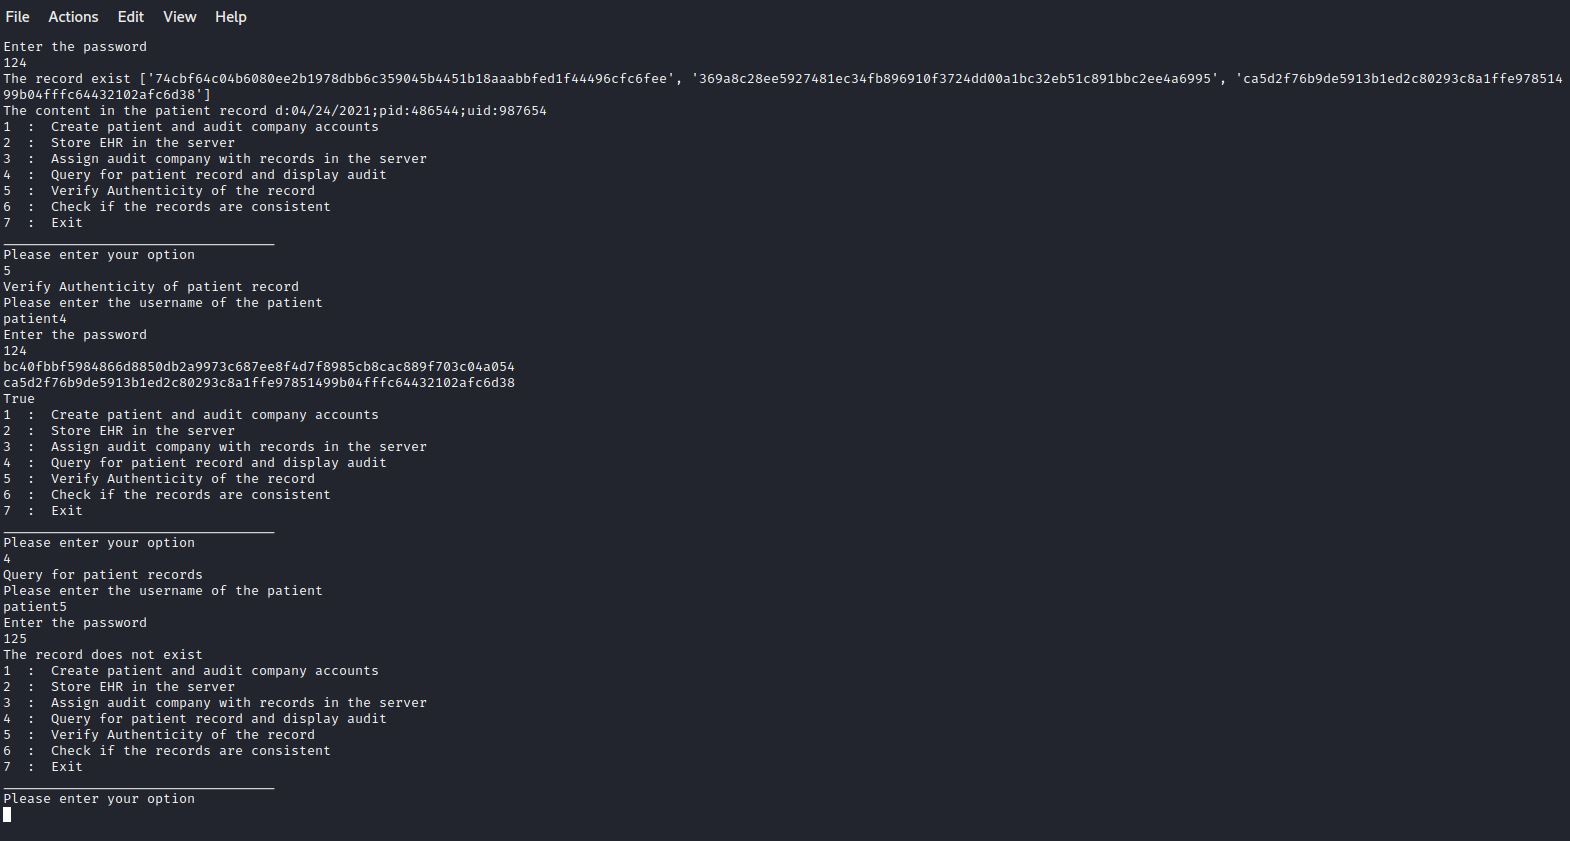 File Actions Edit View Help
Enter the password
124
The record exist ['74cbf64c04b6080ee2b1978dbb6c359045b4451b18aaabbfed1f44496cfc6fee', '369a8c28ee5927481ec34fb896910f3724dd00a1bc32eb51c891bbc2ee4a6995', 'ca5d2f76b9de5913b1ed2c80293c8a1ffe978514
99b04fffc64432102afc6d38']
The content in the patient record d:04/24/2021;pid:486544;uid:987654
1 : Create patient and audit company accounts
2 : Store EHR in the server
3 : Assign audit company with records in the server
4 : Query for patient record and display audit
5 : Verify Authenticity of the record
6 : Check if the records are consistent
7 : Exit
__________________________________
Please enter your option
5
Verify Authenticity of patient record
Please enter the username of the patient
patient4
Enter the password
124
bc40fbbf5984866d8850db2a9973c687ee8f4d7f8985cb8cac889f703c04a054
ca5d2f76b9de5913b1ed2c80293c8a1ffe97851499b04fffc64432102afc6d38
True
1 : Create patient and audit company accounts
2 : Store EHR in the server
3 : Assign audit company with records in the server
4 : Query for patient record and display audit
5 : Verify Authenticity of the record
6 : Check if the records are consistent
7 : Exit
__________________________________
Please enter your option
4
Query for patient records
Please enter the username of the patient
patient5
Enter the password
125
The record does not exist
1 : Create patient and audit company accounts
2 : Store EHR in the server
3 : Assign audit company with records in the server
4 : Query for patient record and display audit
5 : Verify Authenticity of the record
6 : Check if the records are consistent
7 : Exit
__________________________________
Please enter your option